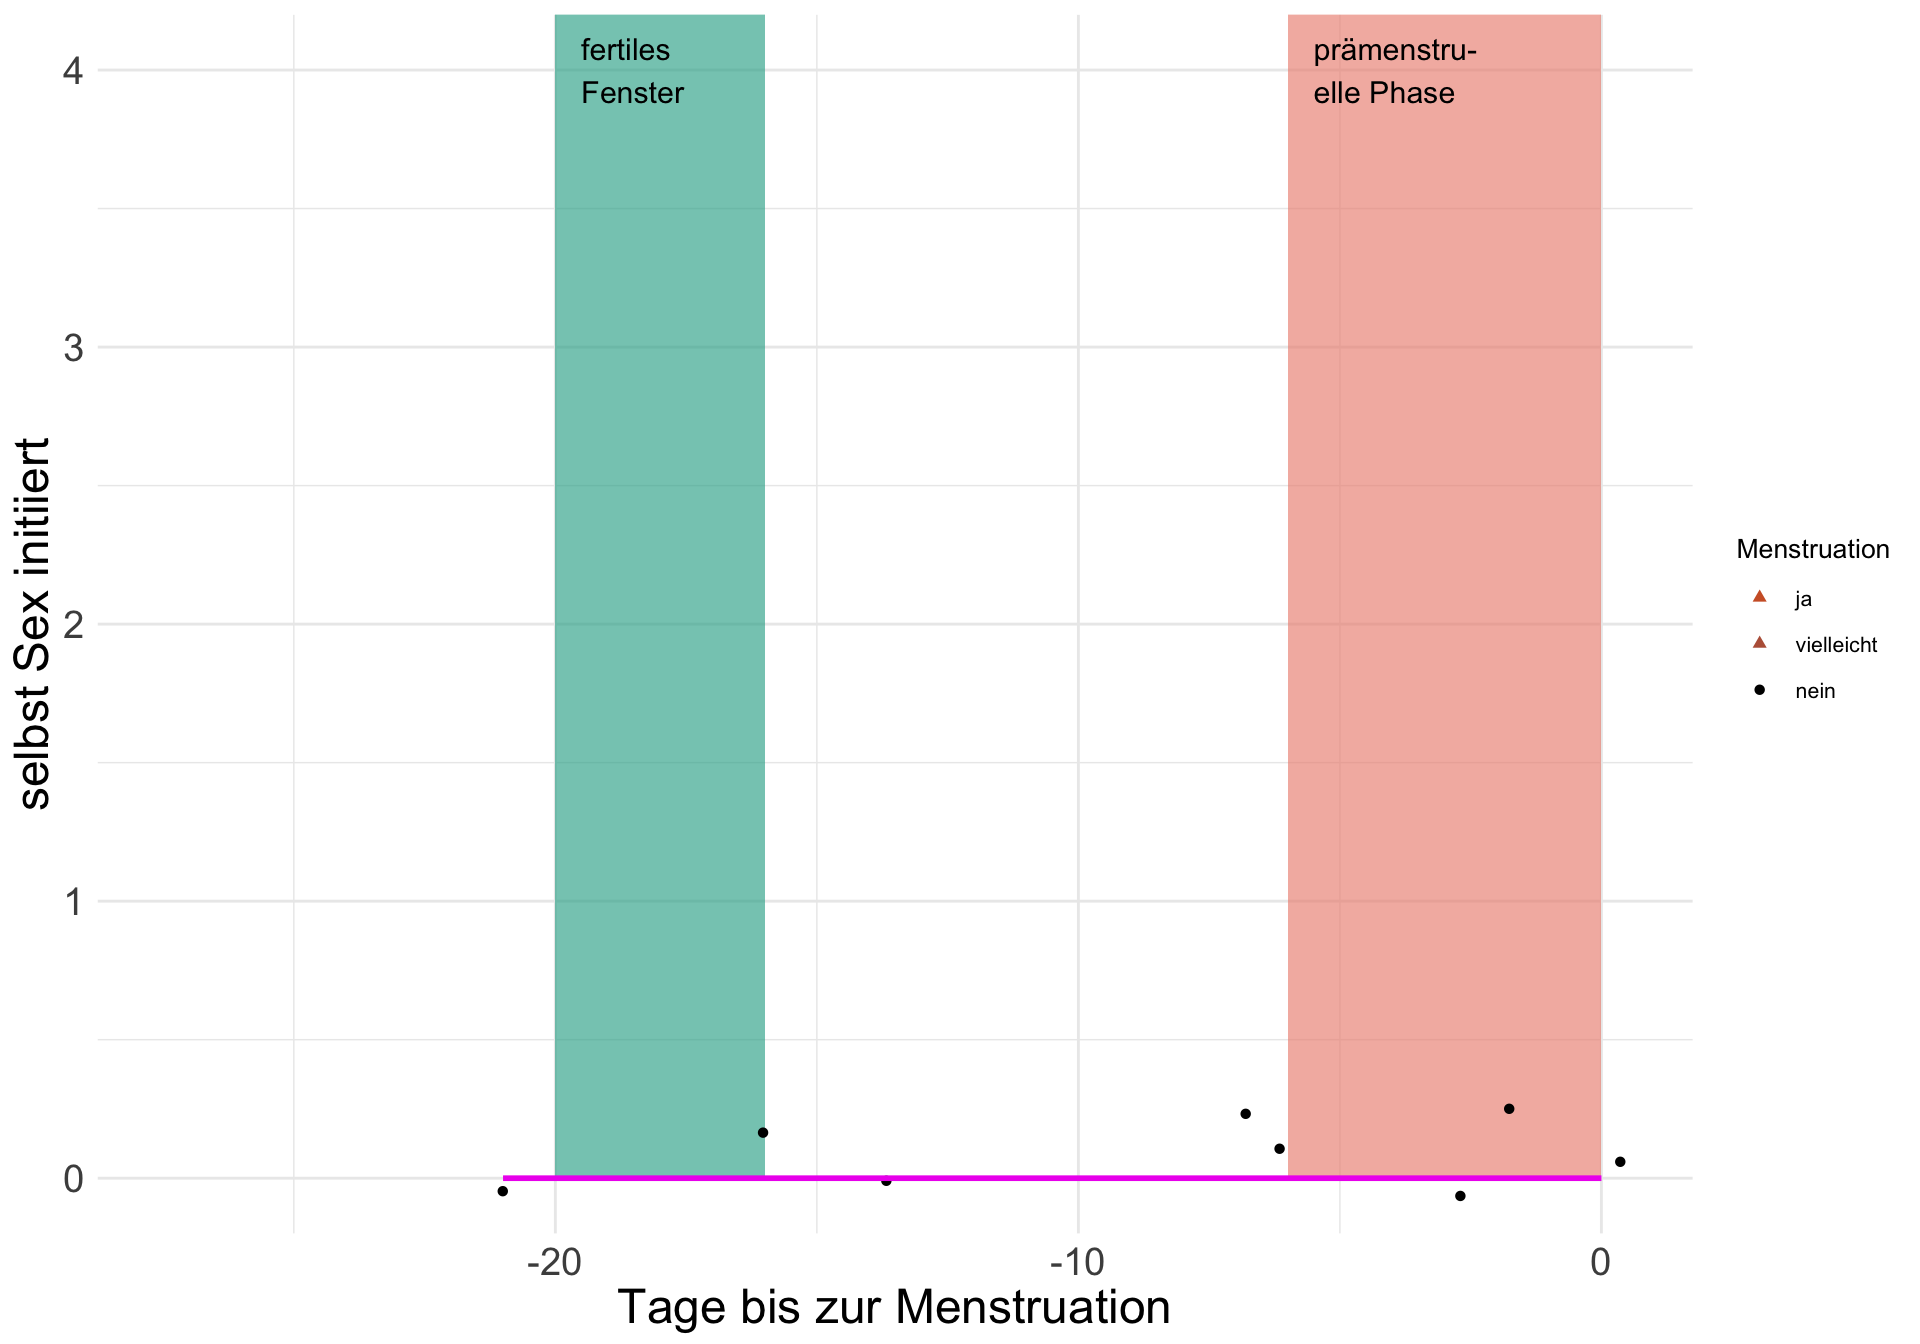 fertiles
Fenster
prämenstru-
elle Phase
4
3
2
1
0
selbst Sex initiiert
-20
-10
0
Tage bis zur Menstruation
Menstruation
ja
vielleicht
nein